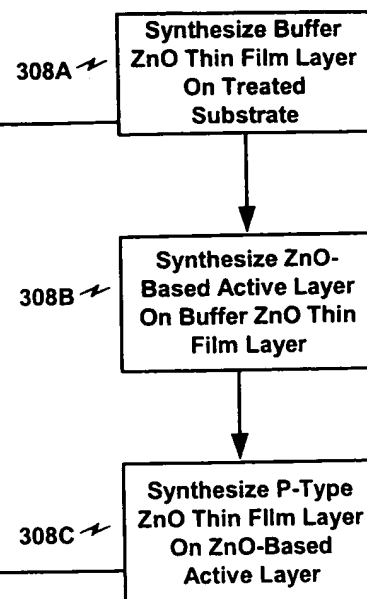 308A
Synthesize Buffer
ZnO Thin Film Layer
On Treated
Substrate
308B
Synthesize ZnO-
Based Active Layer
On Buffer ZnO Thin
Film Layer
308C
Synthesize P-Type
ZnO Thin Film Layer
On ZnO-Based
Active Layer